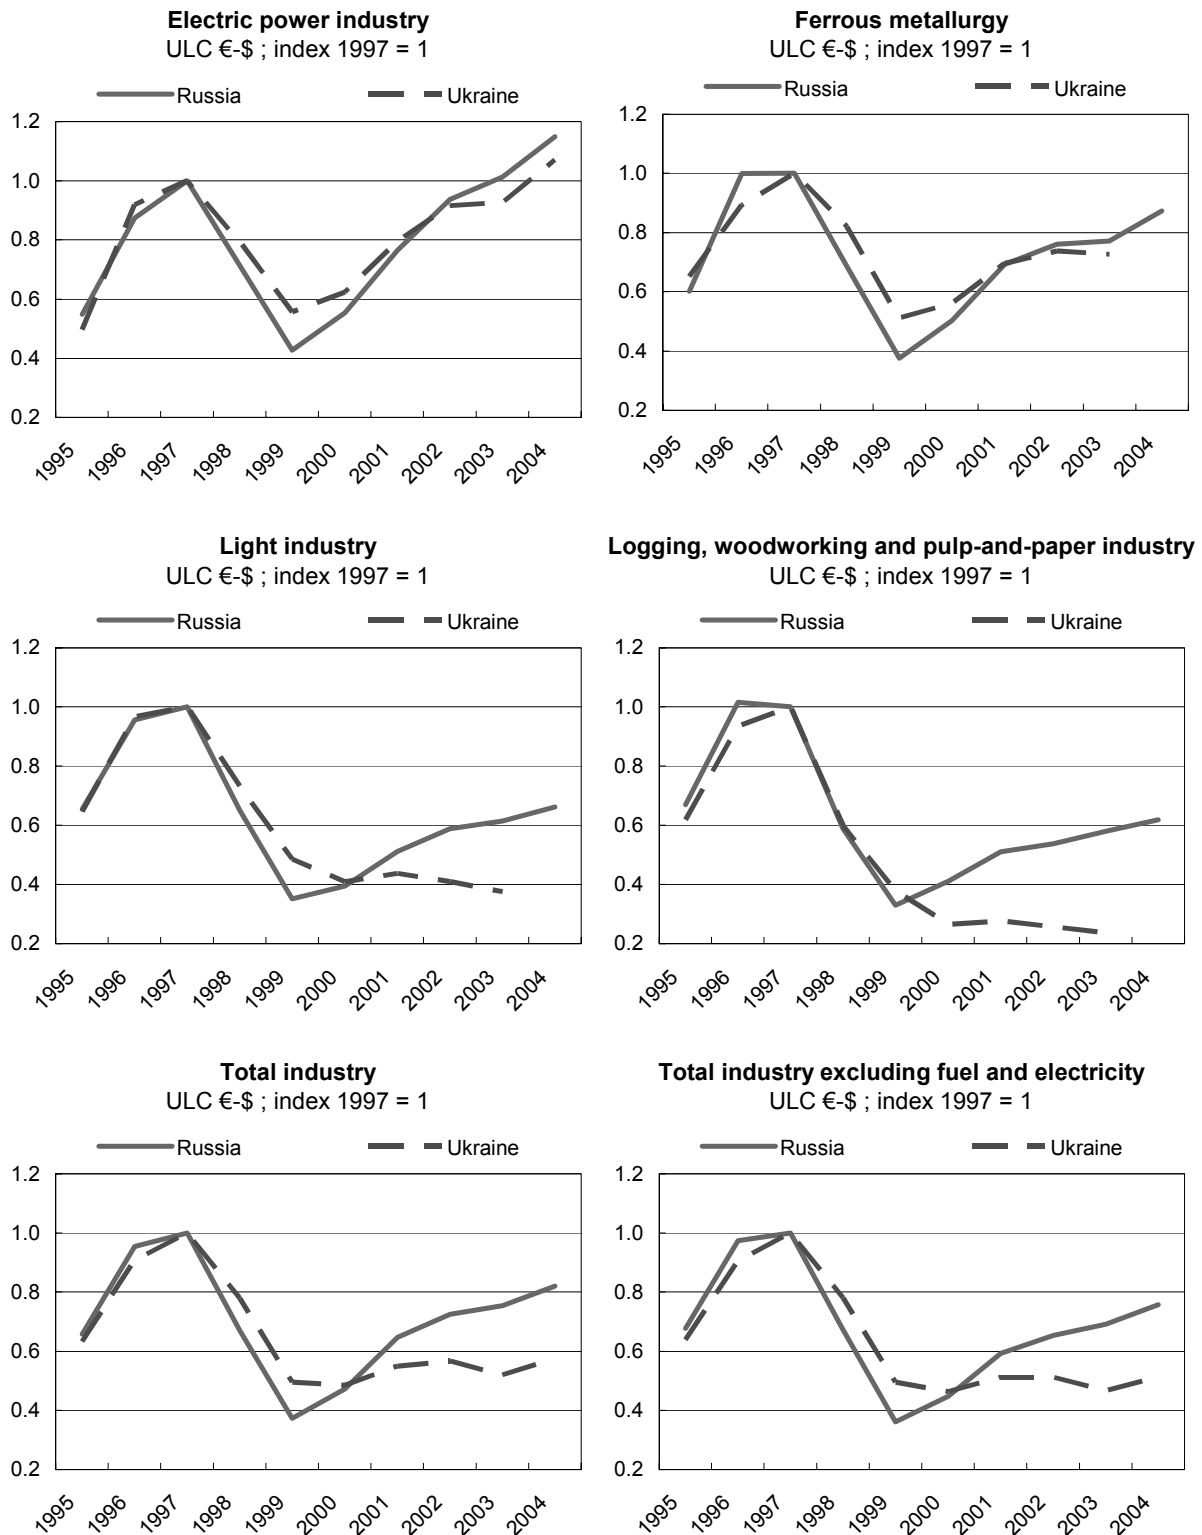 Electric power industry
ULC €-$ ; index 1997 = 1
Russia Ukraine
1.2
1.0
0.8
0.6
0.4
0.2
1995 1996 1997 1998 1999 2000 2001 2002 2003 2004
Ferrous metallurgy
ULC €-$ ; index 1997 = 1
Russia Ukraine
1.2
1.0
0.8
0.6
0.4
0.2
1995 1996 1997 1998 1999 2000 2001 2002 2003 2004
Light industry
ULC €-$ ; index 1997 = 1
Russia Ukraine
1.2
1.0
0.8
0.6
0.4
0.2
1995 1996 1997 1998 1999 2000 2001 2002 2003 2004
Logging, woodworking and pulp-and-paper industry
ULC €-$ ; index 1997 = 1
Russia Ukraine
1.2
1.0
0.8
0.6
0.4
0.2
1995 1996 1997 1998 1999 2000 2001 2002 2003 2004
Total industry
ULC €-$ ; index 1997 = 1
Russia Ukraine
1.2
1.0
0.8
0.6
0.4
0.2
1995 1996 1997 1998 1999 2000 2001 2002 2003 2004
Total industry excluding fuel and electricity
ULC €-$ ; index 1997 = 1
Russia Ukraine
1.2
1.0
0.8
0.6
0.4
0.2
1995 1996 1997 1998 1999 2000 2001 2002 2003 2004